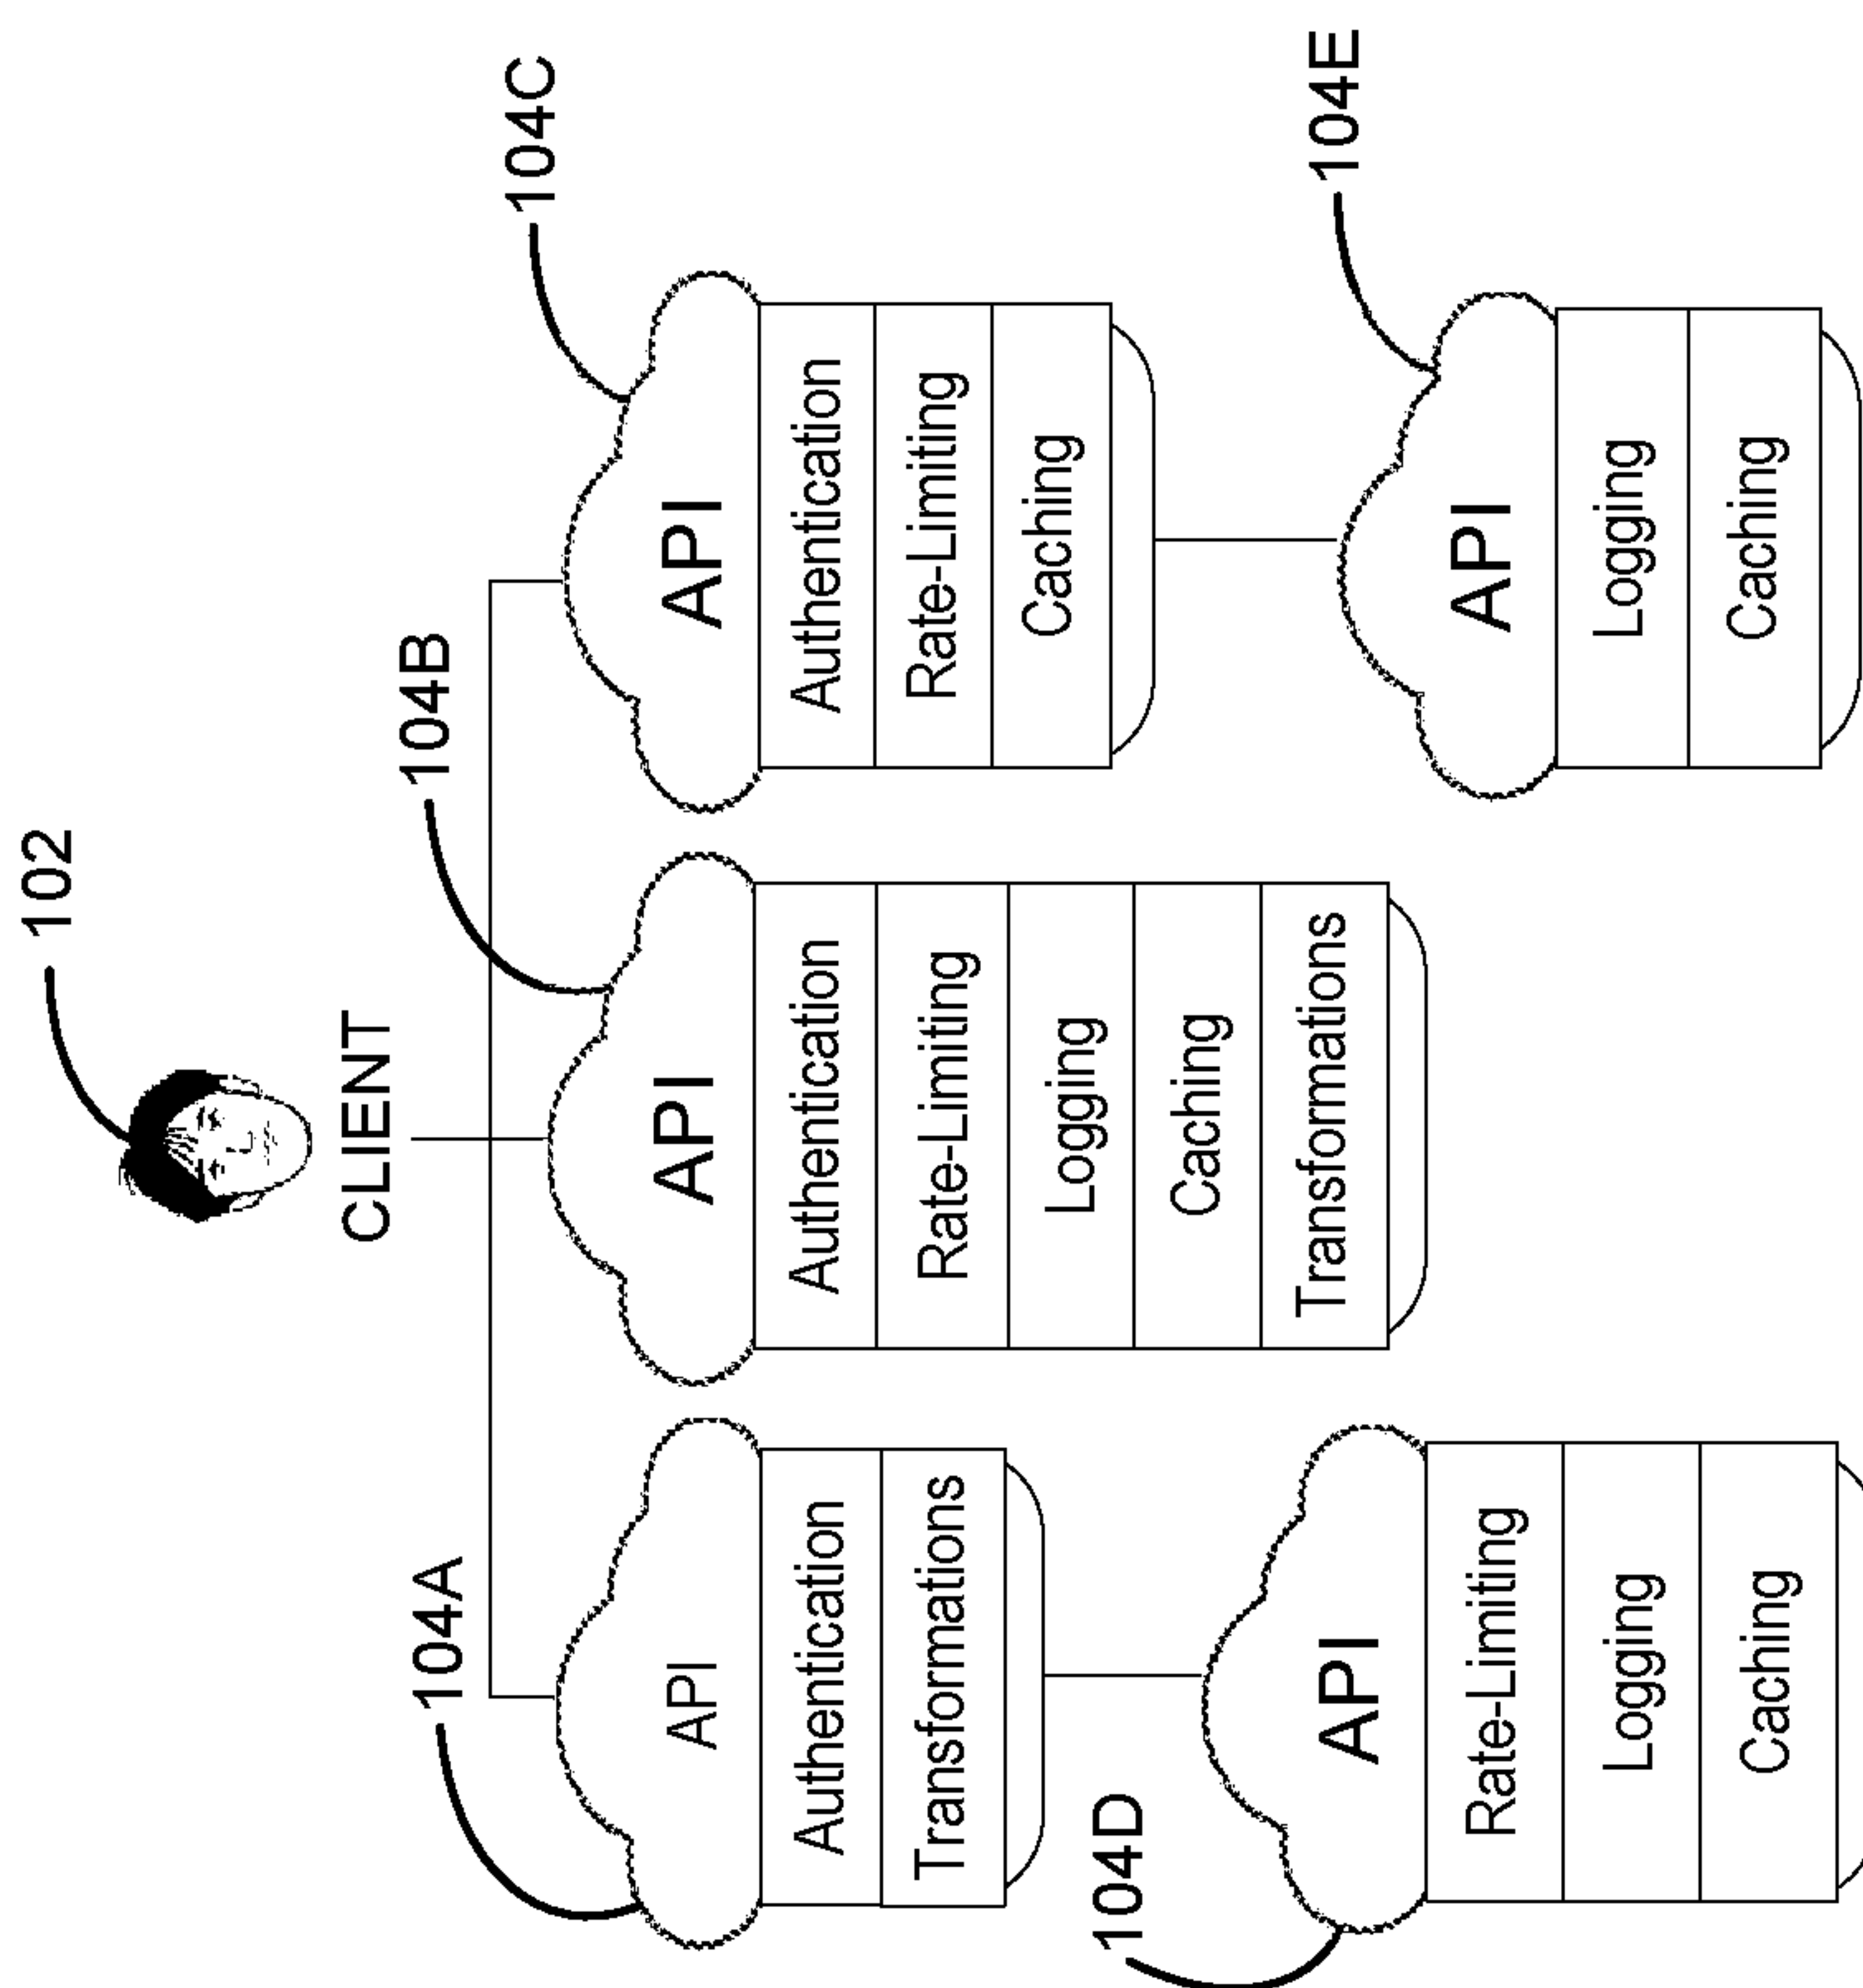 102
CLIENT
104A
104B
104C
API
Authentication
Transformations
API
Authentication
Rate-Limiting
Logging
Caching
Transformations
API
Authentication
Rate-Limiting
Caching
104D
API
Rate-Limiting
Logging
Caching
104E
API
Logging
Caching